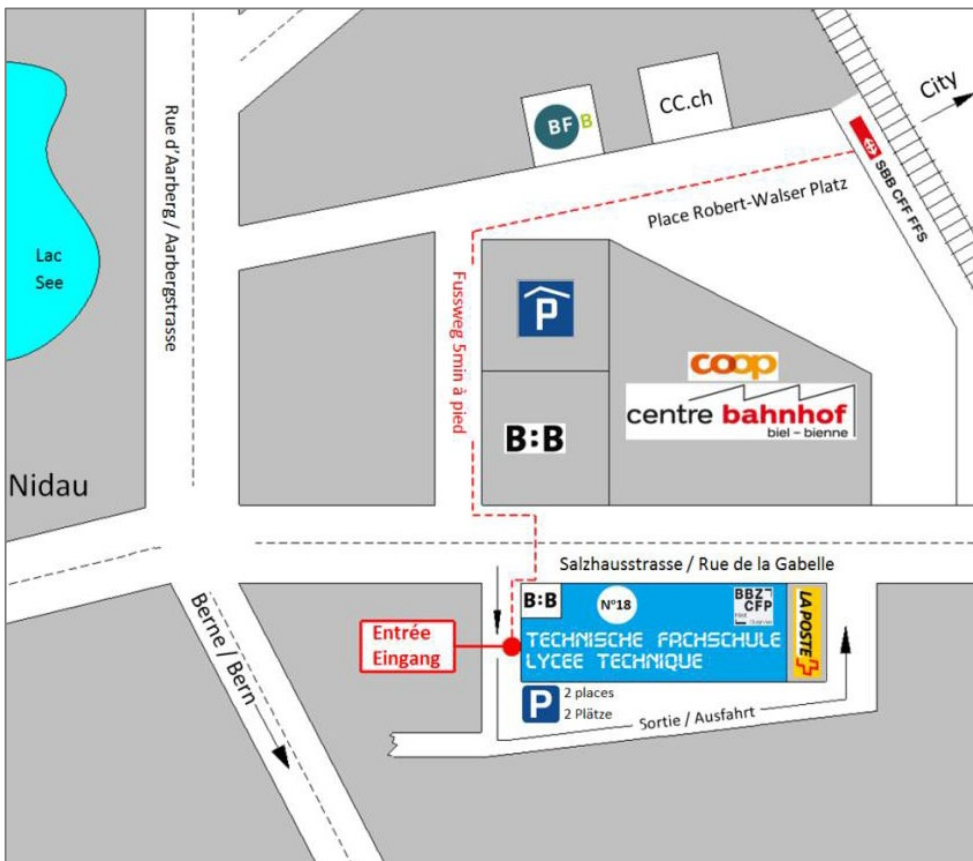 City
CC.ch
BF B
SBB CFF FFS
Rue d'Aarberg / Aarbergstrasse
Place Robert-Walser Platz
Lac
See
Fussweg 5min à pied
P
coop
centre bahnhof
biel – bienne
B:B
Nidau
Salzhausstrasse / Rue de la Gabelle
Berne / Bern
Entrée
Eingang
B:B
N°18
BBZ
CFP
LA POSTE
TECHNISCHE FACHSCHULE
LYCEE TECHNIQUE
P
2 places
2 Plätze
Sortie / Ausfahrt